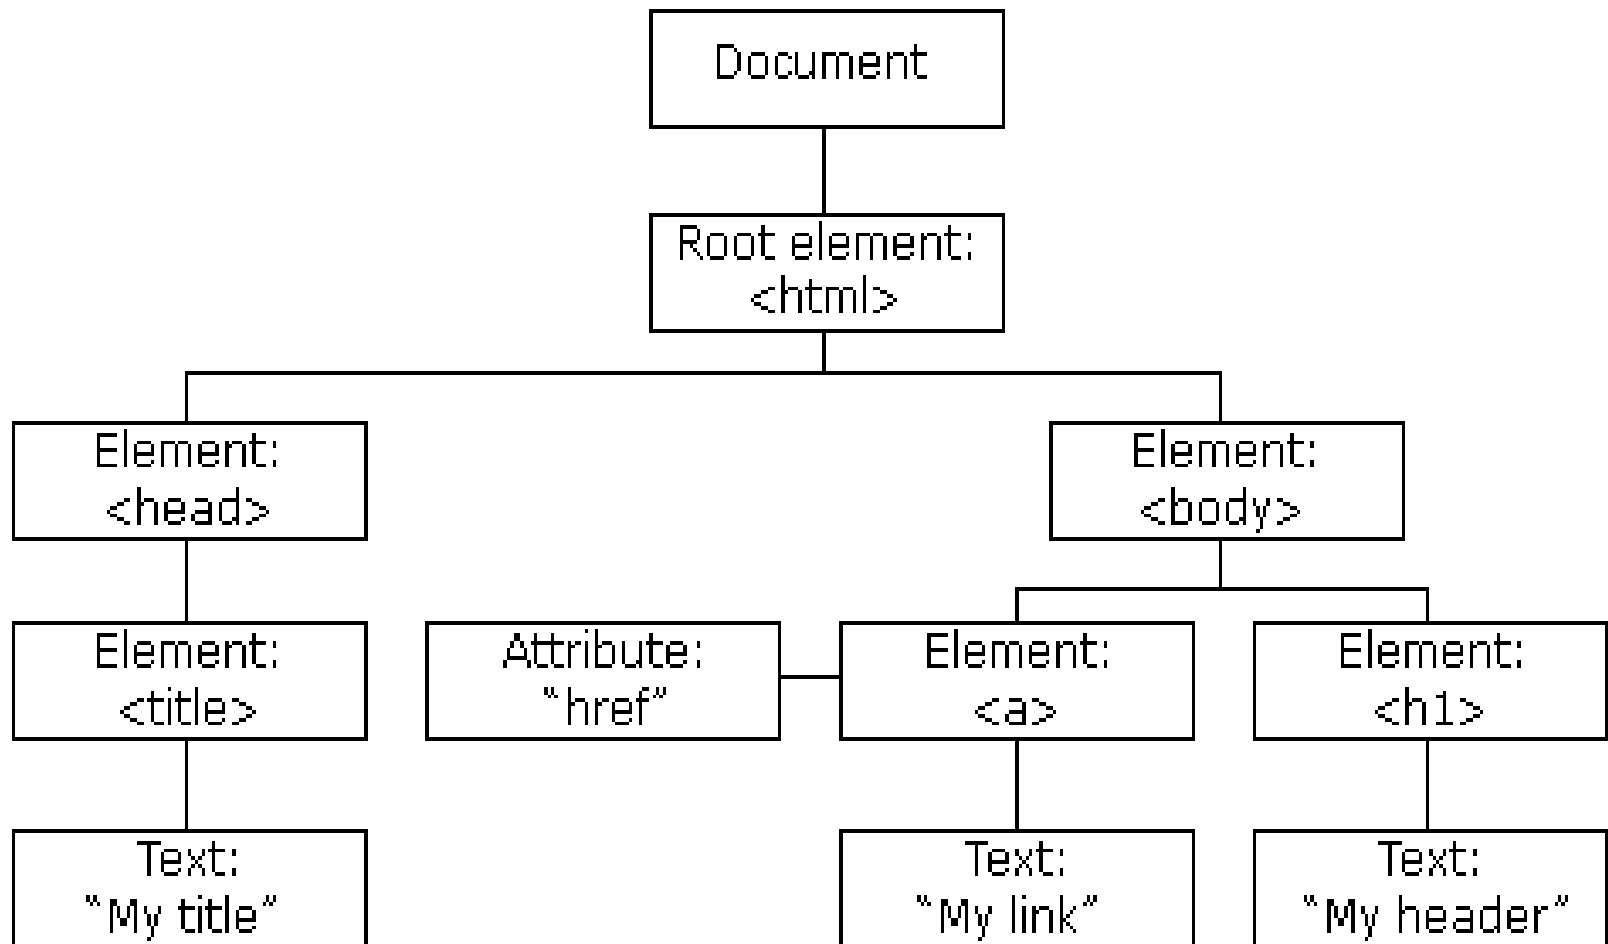 Document
Root element:
<html>
Element:
<head>
Element:
<body>
Element:
<title>
Attribute:
“href”
Element:
<a>
Element:
<h1>
Text:
“My title”
Text:
“My link”
Text:
“My header”